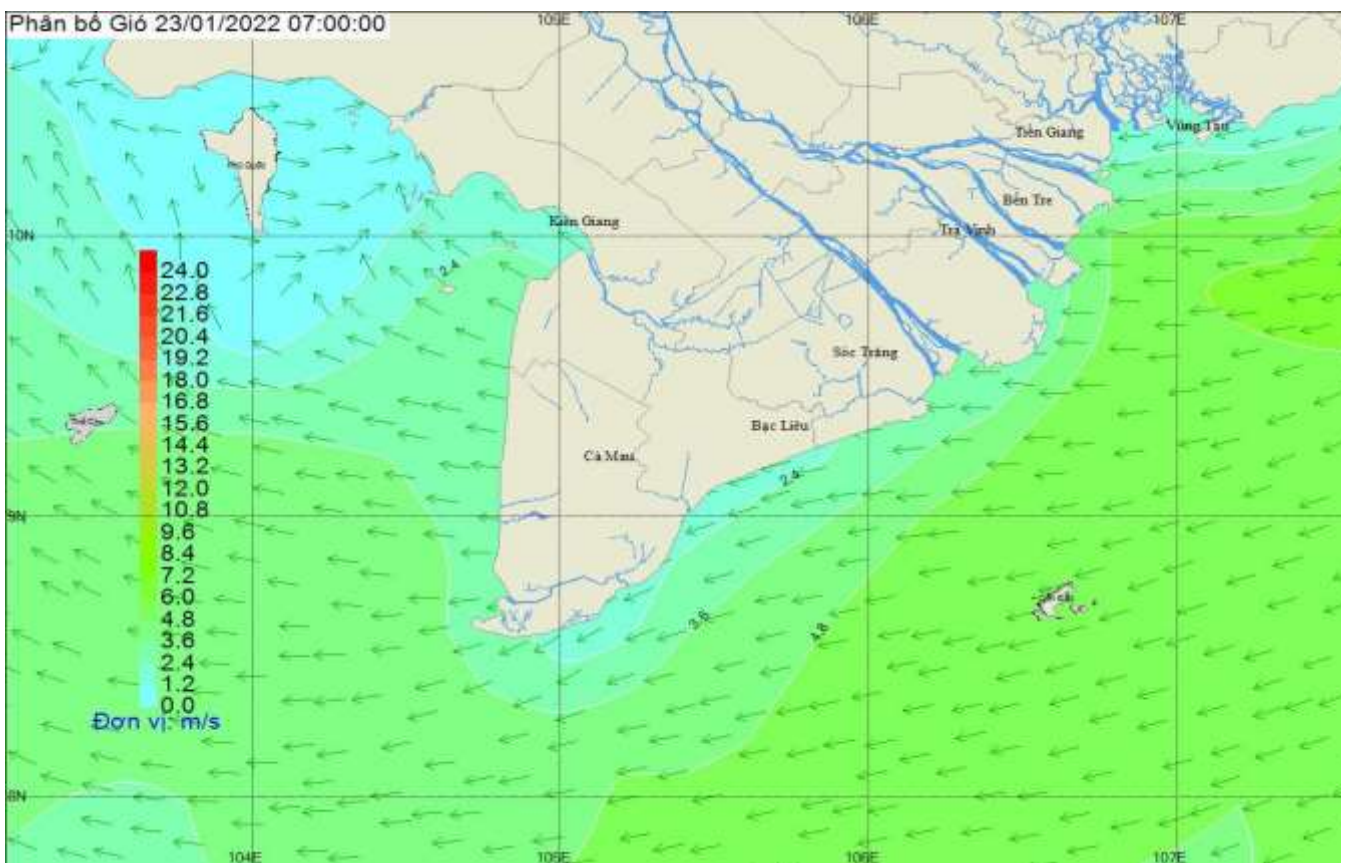 Phân bố Gió 23/01/2022 07:00:00
105E
106E
107E
Tiền Giang
Vũng Tàu
Bến Tre
Kiên Giang
Trà Vinh
10N
2.4
24.0
22.8
21.6
20.4
19.2
18.0
16.8
15.6
14.4
13.2
12.0
10.8
9.6
8.4
7.2
6.0
4.8
3.6
2.4
1.2
0.0
Đơn vị: m/s
Sóc Trăng
Bạc Liêu
Cà Mau
2.4
9N
3.6
4.8
8N
104E
105E
106E
107E